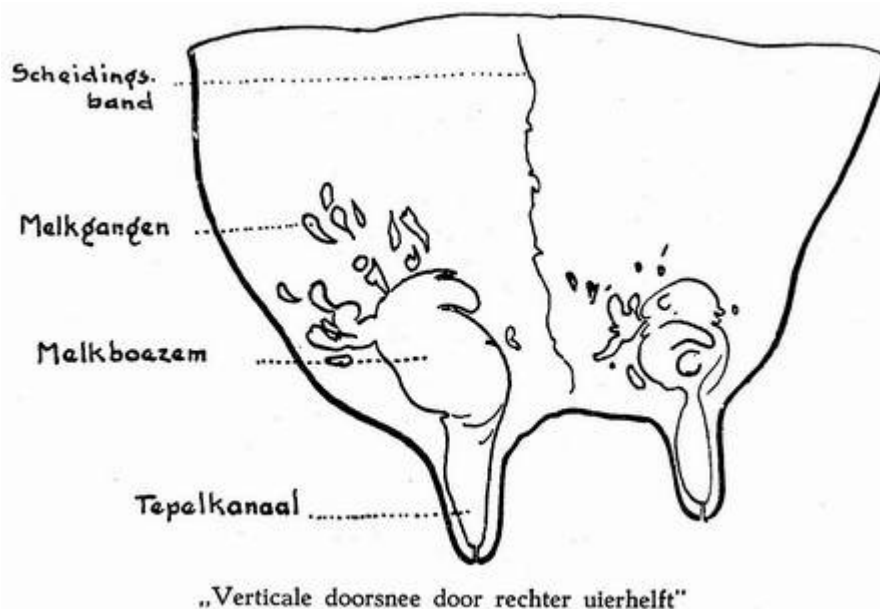 Scheidings.
band
Melkgangen
Melkboezem
Tepelkanaal
„Verticale doorsnee door rechter uierhelft”